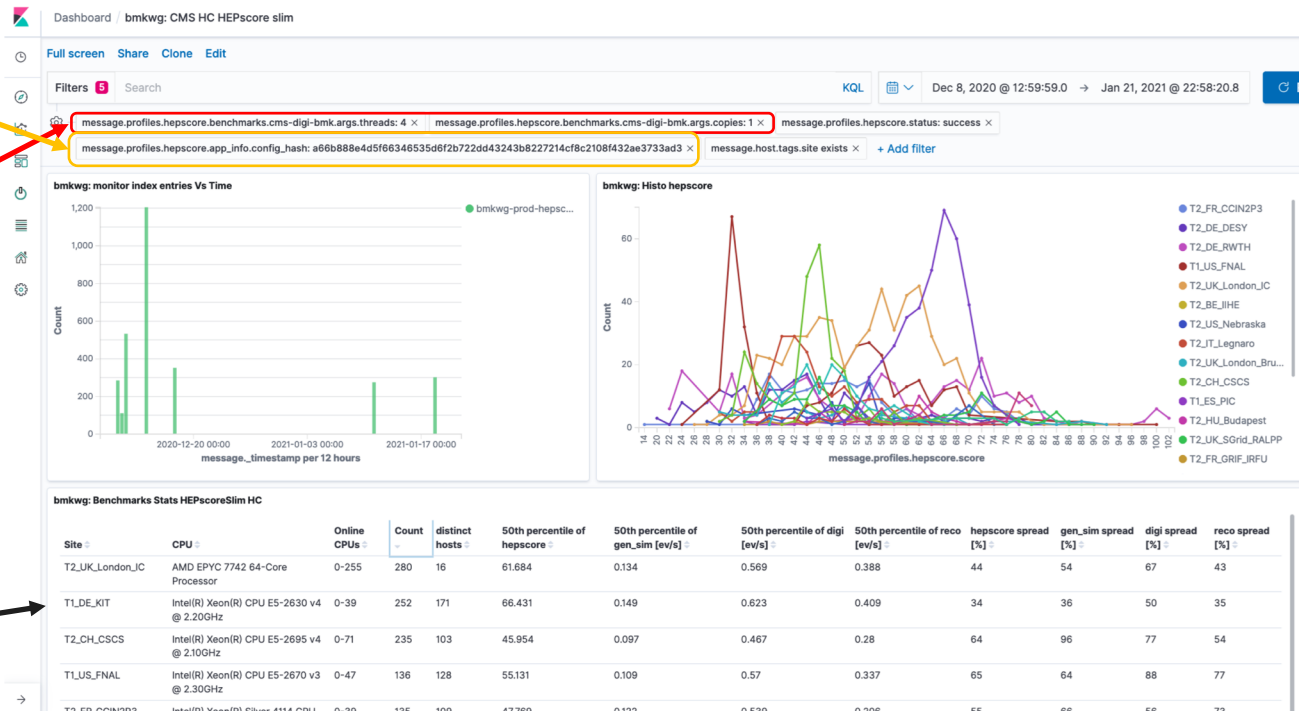 Dashboard / bmkwg: CMS HC HEPscore slim
Full screen Share Clone Edit
Filters 5 Search KQL Dec 8, 2020 @ 12:59:59.0 → Jan 21, 2021 @ 22:58:20.8
message.profiles.hepscore.benchmarks.cms-digi-bmk.args.threads: 4 × message.profiles.hepscore.benchmarks.cms-digi-bmk.args.copies: 1 × message.profiles.hepscore.status: success ×
message.profiles.hepscore.app_info.config_hash: a66b888e4d5f66346535d6f2b722dd43243b8227214cf8c2108f432ae3733ad3 × message.host.tags.site exists × + Add filter
bmkwg: monitor index entries Vs Time
1,200
1,000
800
600
400
200
0
Count
2020-12-20 00:00 2021-01-03 00:00 2021-01-17 00:00
message._timestamp per 12 hours
bmkwg-prod-hepsc...
bmkwg: Histo hepscore
60
40
20
0
Count
14 20 22 24 26 28 30 32 34 36 38 40 42 44 46 48 50 52 54 56 58 60 62 64 66 68 70 72 74 76 78 80 82 84 86 88 90 92 94 96 98 100 102
message.profiles.hepscore.score
T2_FR_CCIN2P3
T2_DE_DESY
T2_DE_RWTH
T1_US_FNAL
T2_UK_London_IC
T2_BE_IIHE
T2_US_Nebraska
T2_IT_Legnaro
T2_UK_London_Bru...
T2_CH_CSCS
T1_ES_PIC
T2_HU_Budapest
T2_UK_SGrid_RALPP
T2_FR_GRIF_IRFU
bmkwg: Benchmarks Stats HEPscoreSlim HC
Site CPU Online CPUs Count distinct hosts 50th percentile of hepscore 50th percentile of gen_sim [ev/s] 50th percentile of digi [ev/s] 50th percentile of reco [ev/s] hepscore spread [%] gen_sim spread [%] digi spread [%] reco spread [%]
T2_UK_London_IC AMD EPYC 7742 64-Core Processor 0-255 280 16 61.684 0.134 0.569 0.388 44 54 67 43
T1_DE_KIT Intel(R) Xeon(R) CPU E5-2630 v4 @ 2.20GHz 0-39 252 171 66.431 0.149 0.623 0.409 34 36 50 35
T2_CH_CSCS Intel(R) Xeon(R) CPU E5-2695 v4 @ 2.10GHz 0-71 235 103 45.954 0.097 0.467 0.28 64 96 77 54
T1_US_FNAL Intel(R) Xeon(R) CPU E5-2670 v3 @ 2.30GHz 0-47 136 128 55.131 0.109 0.57 0.337 65 64 88 77
T2_FR_CCIN2P3 Intel(R) Xeon(R) Silver 4114 CPU 0-39 135 109 47.769